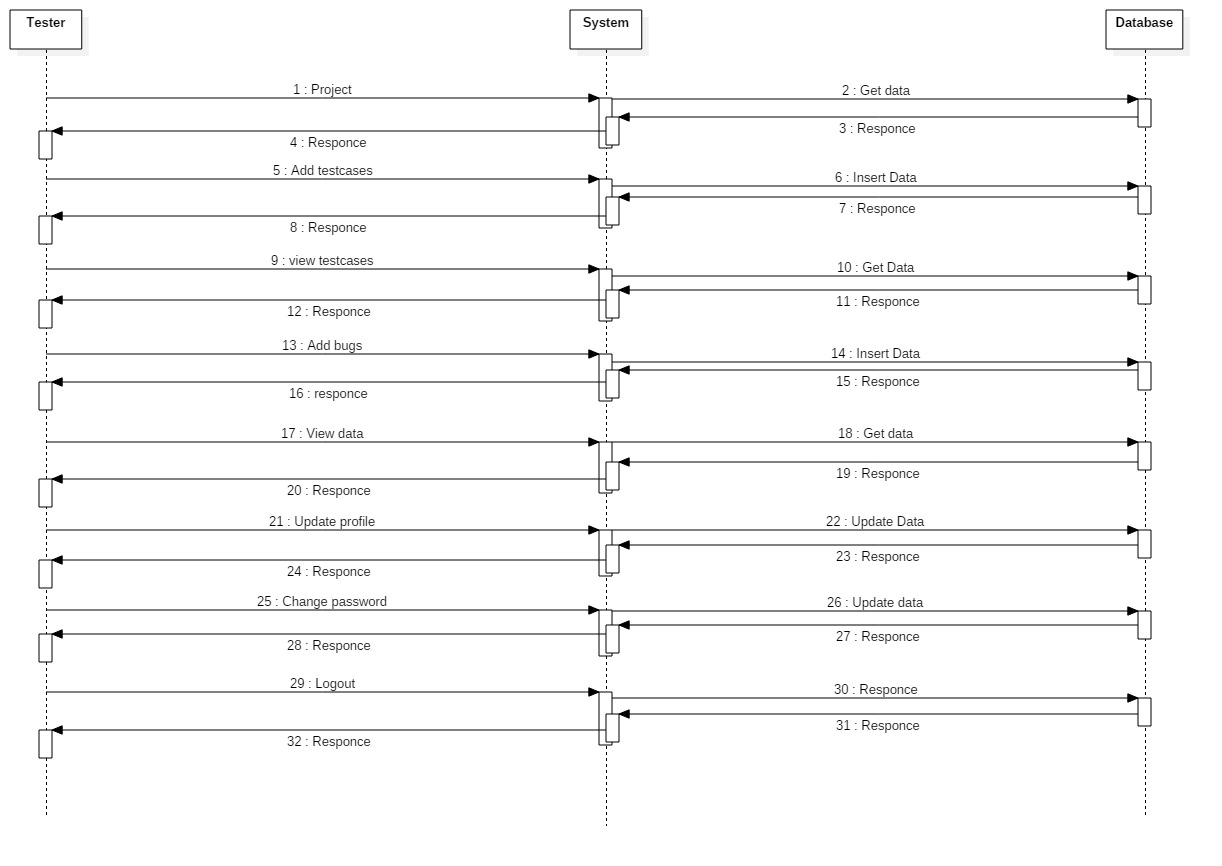 Tester
System
Database
1 : Project
2 : Get data
3 : Responce
4 : Responce
5 : Add testcases
6 : Insert Data
7 : Responce
8 : Responce
9 : view testcases
10 : Get Data
11 : Responce
12 : Responce
13 : Add bugs
14 : Insert Data
15 : Responce
16 : responce
17 : View data
18 : Get data
19 : Responce
20 : Responce
21 : Update profile
22 : Update Data
23 : Responce
24 : Responce
25 : Change password
26 : Update data
27 : Responce
28 : Responce
29 : Logout
30 : Responce
31 : Responce
32 : Responce